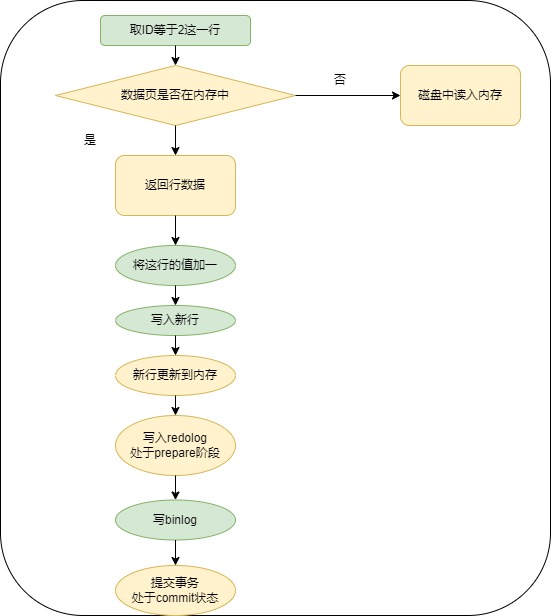 取ID等于2这一行
数据页是否在内存中
否
磁盘中读入内存
是
返回行数据
将这行的值加一
写入新行
新行更新到内存
写入redolog
处于prepare阶段
写binlog
提交事务
处于commit状态